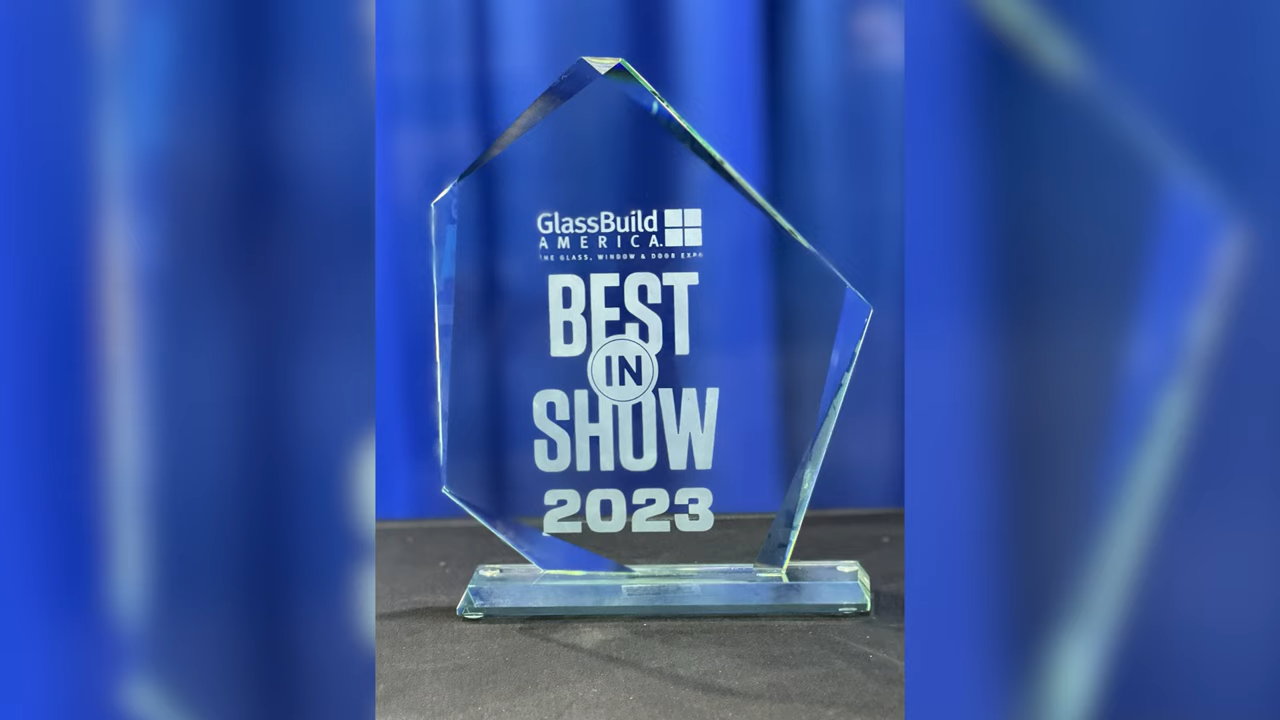 GlassBuild
AMERICA.
THE GLASS, WINDOW & DOOR EXPO
BEST
IN
SHOW
2023